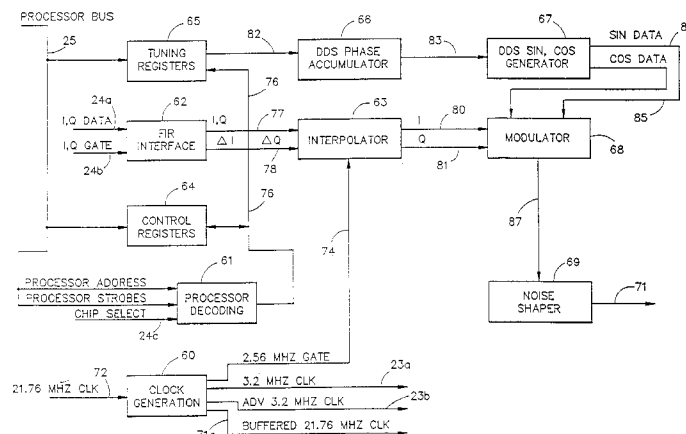 PROCESSOR BUS
25
65
TUNING REGISTERS
82
66
DDS PHASE ACCUMULATOR
83
67
DDS SIN, COS GENERATOR
SIN DATA
COS DATA
85
76
24a
I,Q DATA
I,Q GATE
24b
62
FIR INTERFACE
I,Q
77
Δ I Δ Q
78
63
INTERPOLATOR
I
80
Q
81
MODULATOR
68
64
CONTROL REGISTERS
76
74
87
PROCESSOR ADDRESS
PROCESSOR STROBES
CHIP SELECT
24c
61
PROCESSOR DECODING
69
NOISE SHAPER
71
21.76 MHZ CLK
72
60
CLOCK GENERATION
2.56 MHZ GATE
3.2 MHZ CLK
23a
ADV 3.2 MHZ CLK
23b
BUFFERED 21.76 MHZ CLK